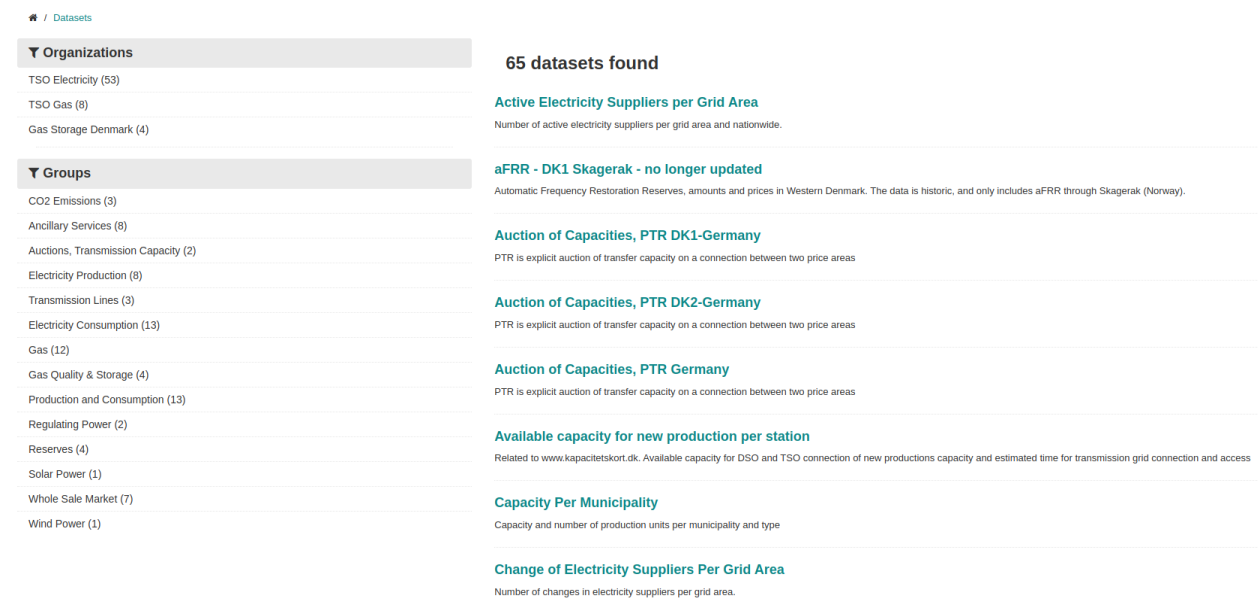 / Datasets
Organizations
TSO Electricity (53)
TSO Gas (8)
Gas Storage Denmark (4)
Groups
CO2 Emissions (3)
Ancillary Services (8)
Auctions, Transmission Capacity (2)
Electricity Production (8)
Transmission Lines (3)
Electricity Consumption (13)
Gas (12)
Gas Quality & Storage (4)
Production and Consumption (13)
Regulating Power (2)
Reserves (4)
Solar Power (1)
Whole Sale Market (7)
Wind Power (1)
65 datasets found
Active Electricity Suppliers per Grid Area
Number of active electricity suppliers per grid area and nationwide.
aFRR - DK1 Skagerak - no longer updated
Automatic Frequency Restoration Reserves, amounts and prices in Western Denmark. The data is historic, and only includes aFRR through Skagerak (Norway).
Auction of Capacities, PTR DK1-Germany
PTR is explicit auction of transfer capacity on a connection between two price areas
Auction of Capacities, PTR DK2-Germany
PTR is explicit auction of transfer capacity on a connection between two price areas
Auction of Capacities, PTR Germany
PTR is explicit auction of transfer capacity on a connection between two price areas
Available capacity for new production per station
Related to www.kapacitetskort.dk. Available capacity for DSO and TSO connection of new productions capacity and estimated time for transmission grid connection and access
Capacity Per Municipality
Capacity and number of production units per municipality and type
Change of Electricity Suppliers Per Grid Area
Number of changes in electricity suppliers per grid area.